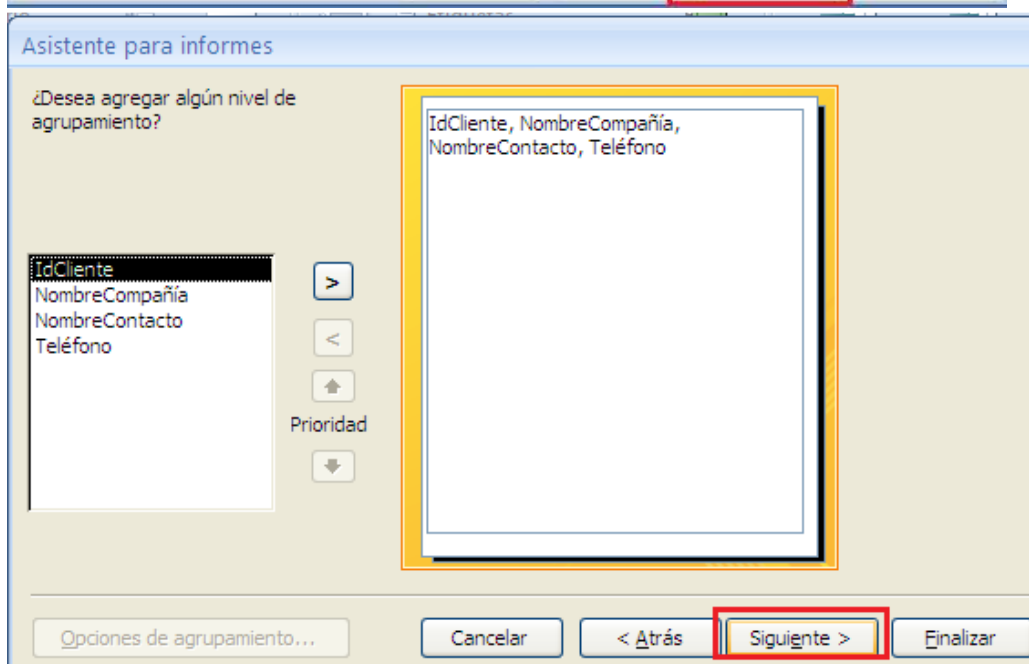 Asistente para informes
¿Desea agregar algún nivel de
agrupamiento?
IdCliente, NombreCompañía,
NombreContacto, Teléfono
IdCliente
NombreCompañía
NombreContacto
Teléfono
>
<
Prioridad
Opciones de agrupamiento...
Cancelar
< Atrás
Siguiente >
Finalizar